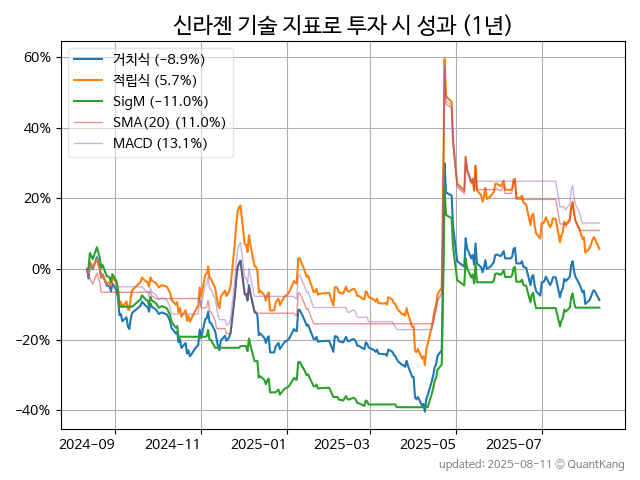 신라젠 기술 지표로 투자 시 성과 (1년)
60%
40%
20%
0%
−20%
−40%
거치식 (-8.9%)
적립식 (5.7%)
SigM (-11.0%)
SMA(20) (11.0%)
MACD (13.1%)
2024-09
2024-11
2025-01
2025-03
2025-05
2025-07
updated: 2025-08-11 © QuantKang